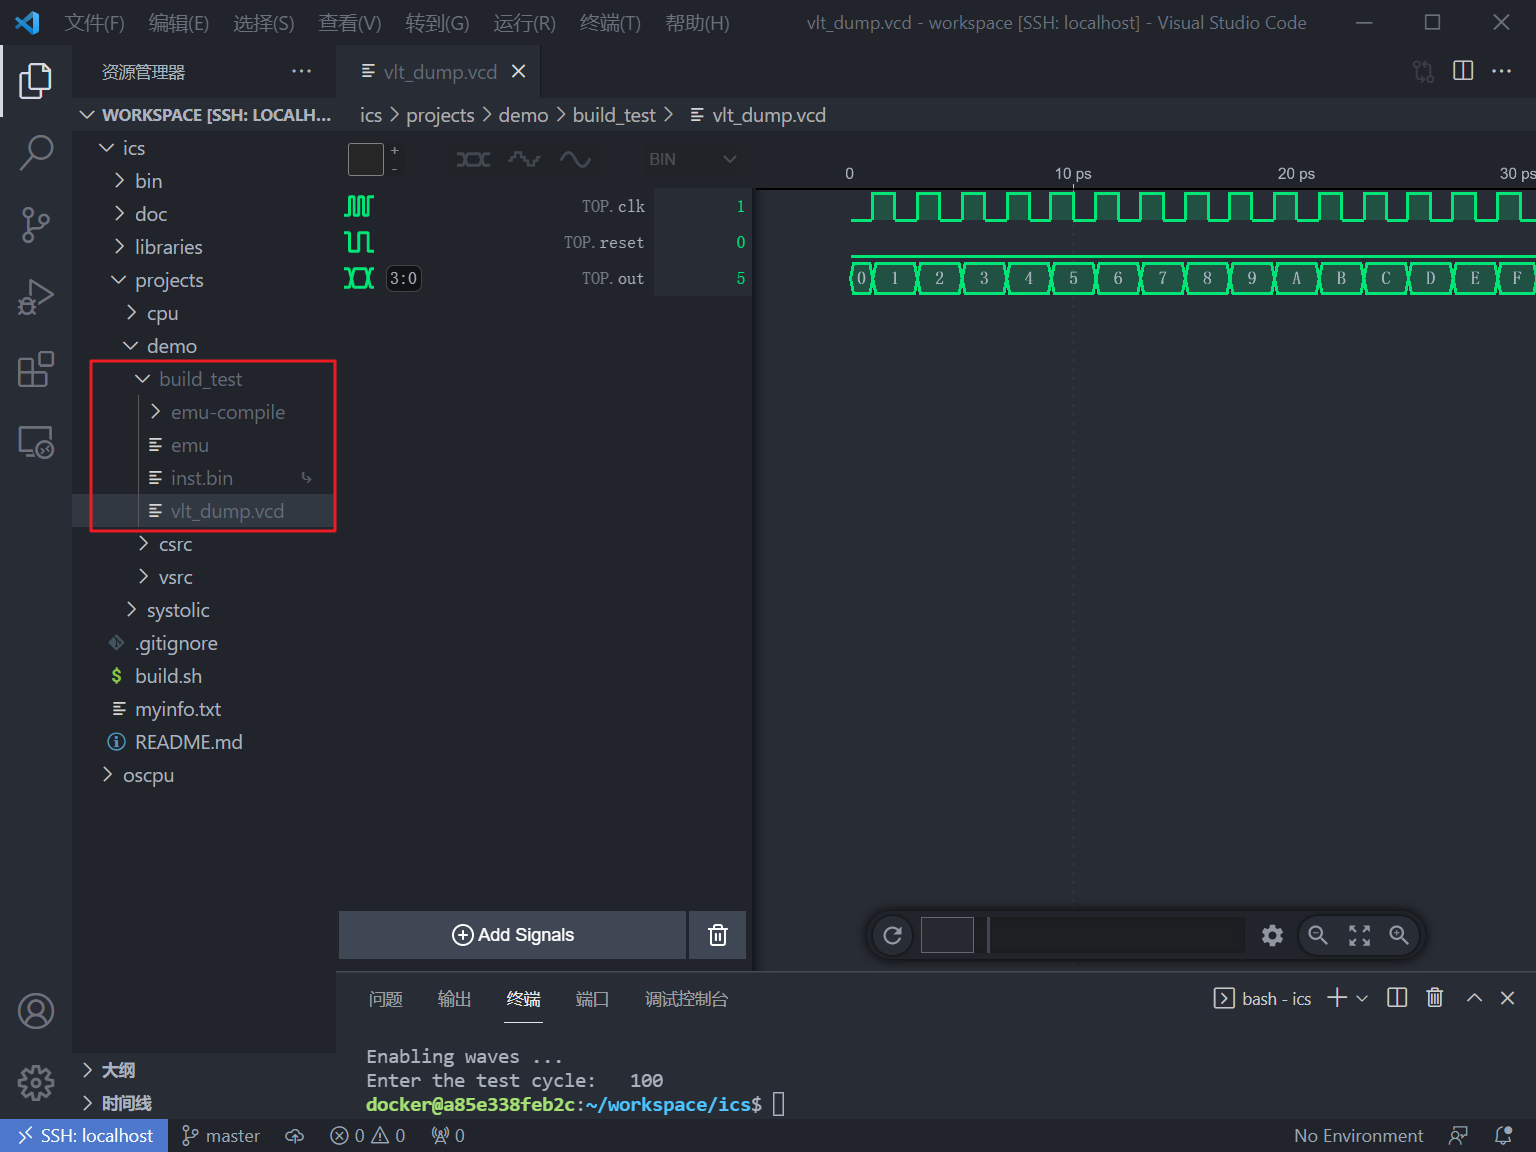 文件(F) 编辑(E) 选择(S) 查看(V) 转到(G) 运行(R) 终端(T) 帮助(H) vlt_dump.vcd - workspace [SSH: localhost] - Visual Studio Code
资源管理器
vlt_dump.vcd
WORKSPACE [SSH: LOCALH...
ics > projects > demo > build_test > vlt_dump.vcd
ics
bin
doc
libraries
projects
cpu
demo
build_test
emu-compile
emu
inst.bin
vlt_dump.vcd
csrc
vsrc
systolic
.gitignore
build.sh
myinfo.txt
README.md
oscpu
大纲
时间线
+
-
BIN
TOP.clk 1
TOP.reset 0
3:0 TOP.out 5
0 10 ps 20 ps 30 ps
0 1 2 3 4 5 6 7 8 9 A B C D E F
Add Signals
问题 输出 终端 端口 调试控制台
bash - ics
Enabling waves ...
Enter the test cycle: 100
docker@a85e338feb2c:~/workspace/ics$
SSH: localhost master 0 0 0
No Environment